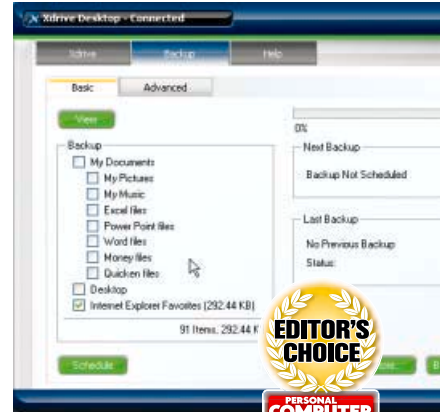 Xdrive Desktop - Connected
Xdrive Backup Help
Basic Advanced
View
0%
Backup
My Documents
My Pictures
My Music
Excel files
Power Point files
Word files
Money files
Quicken files
Desktop
Internet Explorer Favorites (292.44 KB)
91 Items, 292.44 K
Next Backup
Backup Not Scheduled
Last Backup
No Previous Backup
Status:
Schedule
EDITOR'S
CHOICE
PERSONAL
COMPUTER